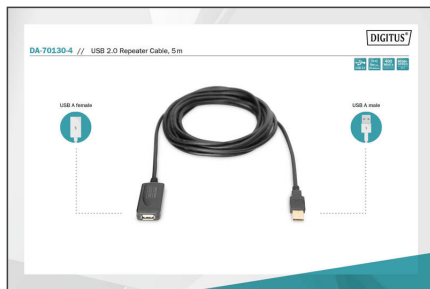 DIGITUS®
DA-70130-4 // USB 2.0 Repeater Cable, 5 m
USB A female
USB A male